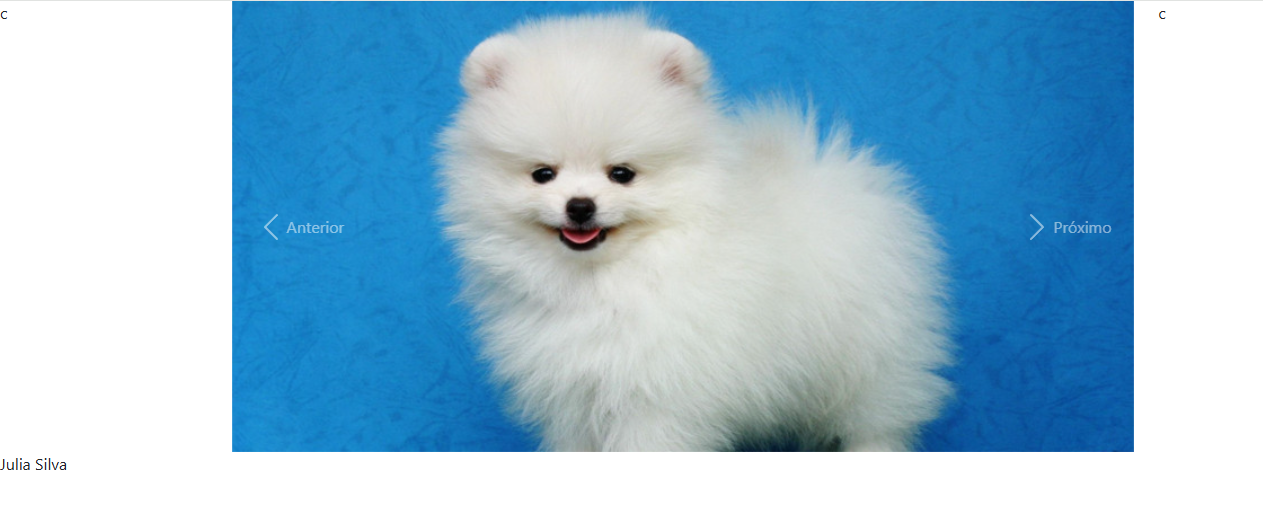 c
c
Anterior
Próximo
Julia Silva